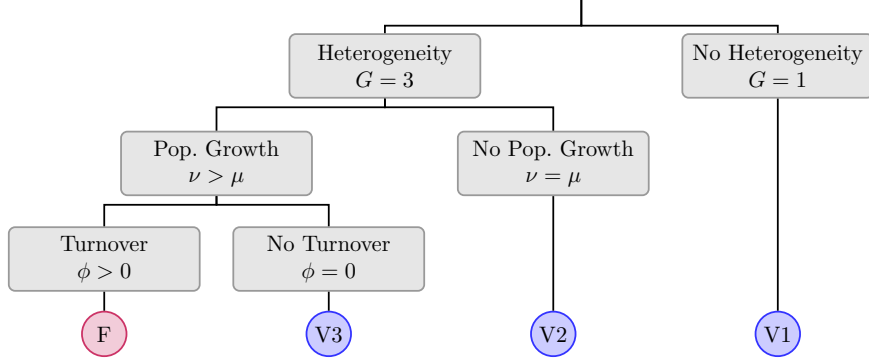 Heterogeneity
G = 3
No Heterogeneity
G = 1
Pop. Growth
ν > μ
No Pop. Growth
ν = μ
Turnover
ϕ > 0
No Turnover
ϕ = 0
F
V3
V2
V1